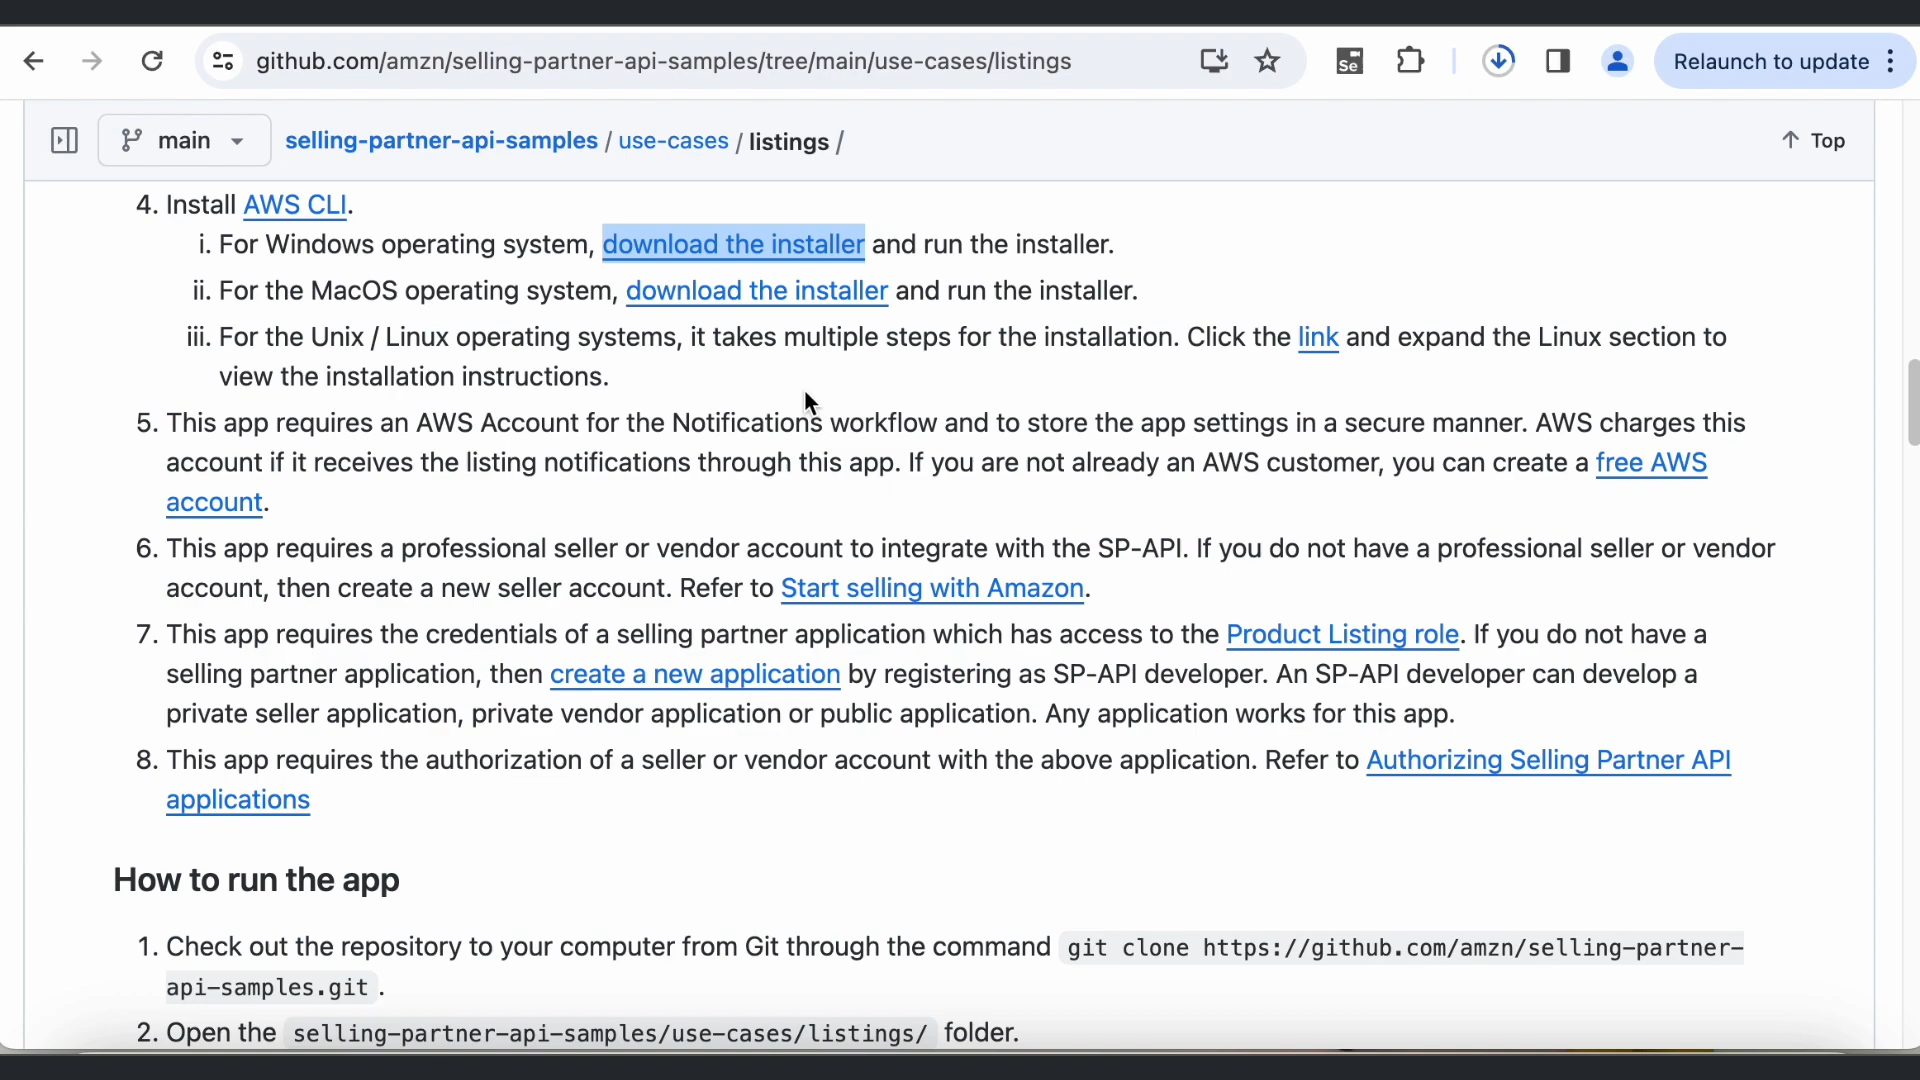 github.com/amzn/selling-partner-api-samples/tree/main/use-cases/listings
Se
Relaunch to update
main
selling-partner-api-samples / use-cases / listings /
Top
4. Install AWS CLI.
i. For Windows operating system, download the installer and run the installer.
ii. For the MacOS operating system, download the installer and run the installer.
iii. For the Unix / Linux operating systems, it takes multiple steps for the installation. Click the link and expand the Linux section to
view the installation instructions.
5. This app requires an AWS Account for the Notifications workflow and to store the app settings in a secure manner. AWS charges this
account if it receives the listing notifications through this app. If you are not already an AWS customer, you can create a free AWS
account.
6. This app requires a professional seller or vendor account to integrate with the SP-API. If you do not have a professional seller or vendor
account, then create a new seller account. Refer to Start selling with Amazon.
7. This app requires the credentials of a selling partner application which has access to the Product Listing role. If you do not have a
selling partner application, then create a new application by registering as SP-API developer. An SP-API developer can develop a
private seller application, private vendor application or public application. Any application works for this app.
8. This app requires the authorization of a seller or vendor account with the above application. Refer to Authorizing Selling Partner API
applications
How to run the app
1. Check out the repository to your computer from Git through the command git clone https://github.com/amzn/selling-partner-
api-samples.git .
2. Open the selling-partner-api-samples/use-cases/listings/ folder.